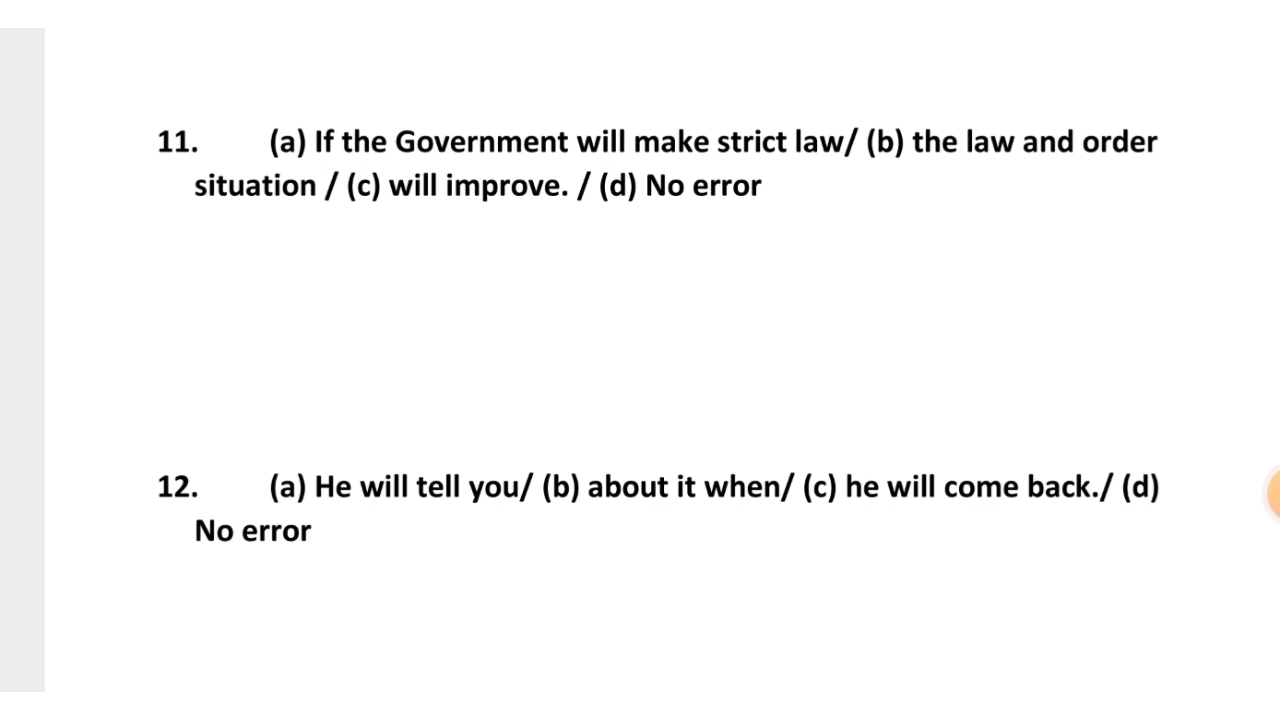 11. (a) If the Government will make strict law/ (b) the law and order
situation / (c) will improve. / (d) No error
12. (a) He will tell you/ (b) about it when/ (c) he will come back./ (d)
No error